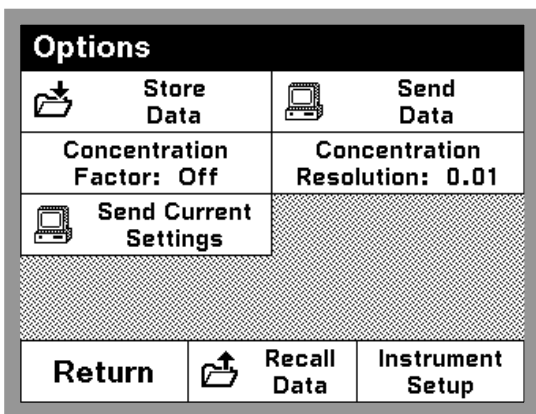 Options
Store
Data
Send
Data
Concentration
Factor: Off
Concentration
Resolution: 0.01
Send Current
Settings
Return
Recall
Data
Instrument
Setup